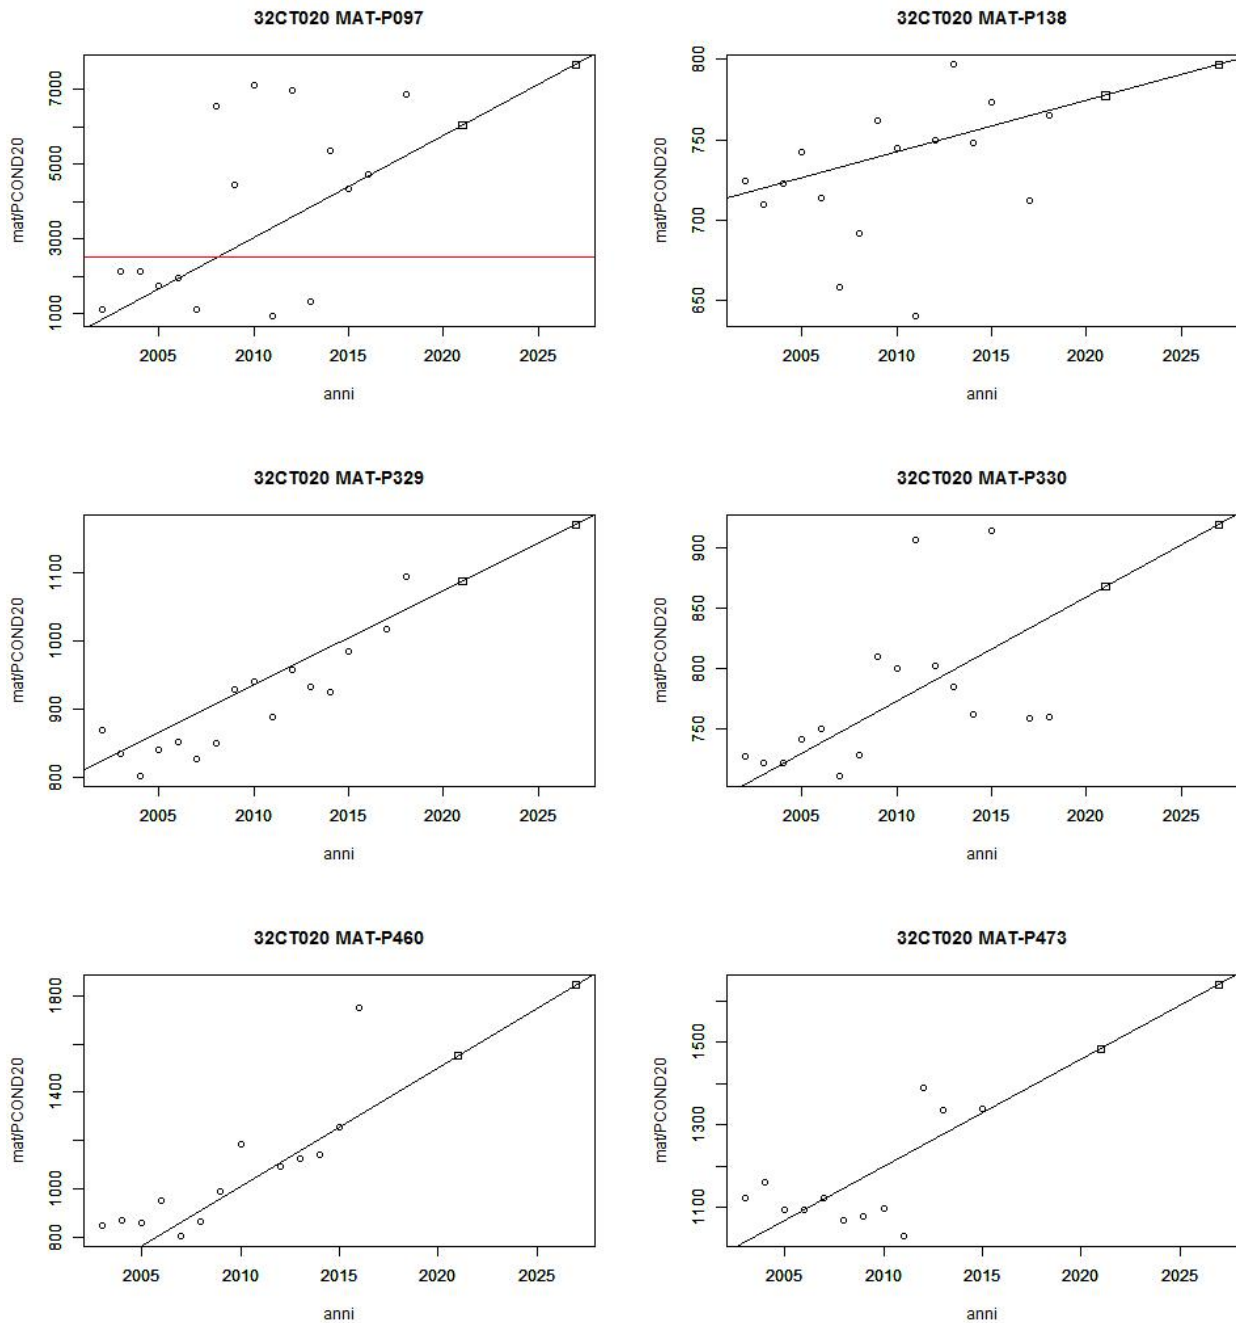 32CT020 MAT-P097
mat/PCOND20
7000
5000
3000
1000
2005 2010 2015 2020 2025
anni
32CT020 MAT-P138
mat/PCOND20
800
750
700
650
2005 2010 2015 2020 2025
anni
32CT020 MAT-P329
mat/PCOND20
1100
1000
900
800
2005 2010 2015 2020 2025
anni
32CT020 MAT-P330
mat/PCOND20
900
850
800
750
2005 2010 2015 2020 2025
anni
32CT020 MAT-P460
mat/PCOND20
1800
1400
1000
800
2005 2010 2015 2020 2025
anni
32CT020 MAT-P473
mat/PCOND20
1500
1300
1100
2005 2010 2015 2020 2025
anni